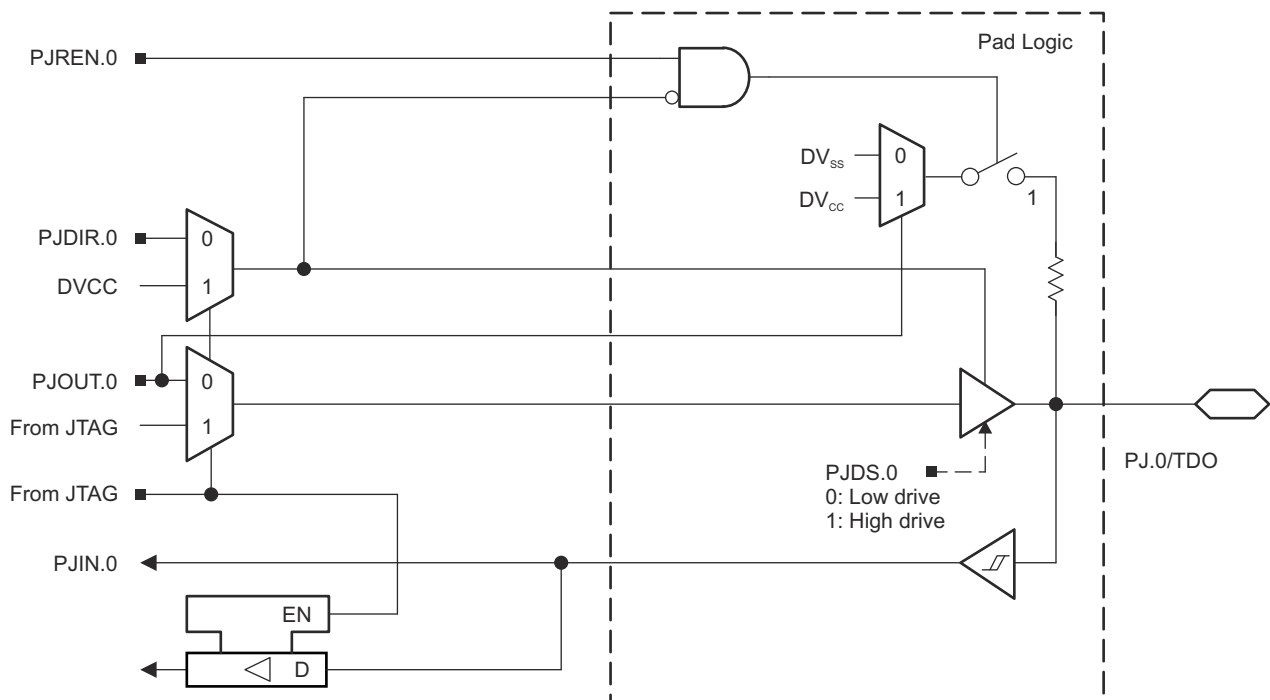 Pad Logic
PJREN.0
DVSS
0
DVCC
1
1
PJDIR.0
0
DVCC
1
PJOUT.0
0
From JTAG
1
PJDS.0
0: Low drive
1: High drive
PJ.0/TDO
From JTAG
PJIN.0
EN
D